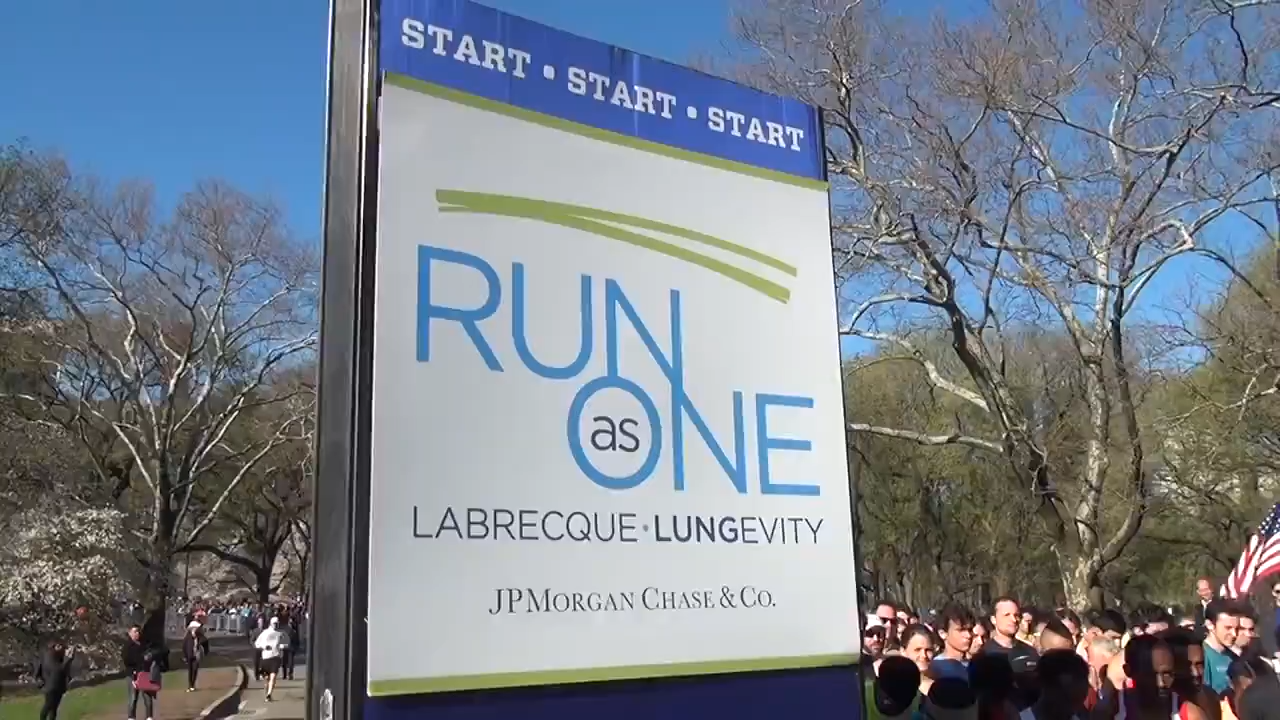 START • START • START
RUN
as
ONE
LABRECQUE • LUNGEVITY
JPMORGAN CHASE & CO.